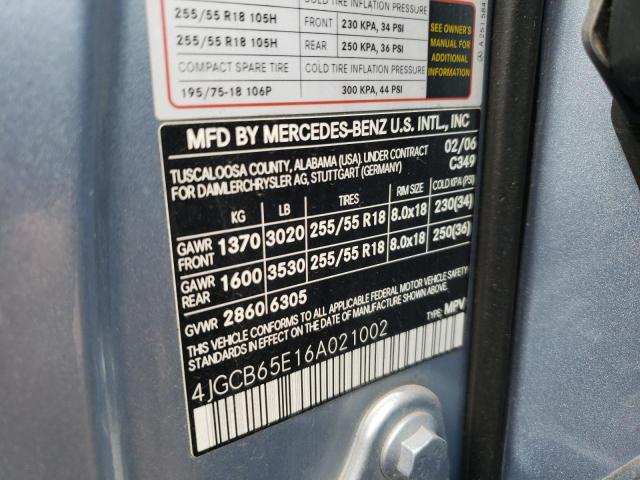 COLD TIRE INFLATION PRESSURE
255/55 R18 105H FRONT 230 KPA, 34 PSI
255/55 R18 105H REAR 250 KPA, 36 PSI
COMPACT SPARE TIRE COLD TIRE INFLATION PRESSURE
195/75-18 106P 300 KPA, 44 PSI
SEE OWNER'S
MANUAL FOR
ADDITIONAL
INFORMATION
A 251 584
MFD BY MERCEDES-BENZ U.S. INTL., INC
TUSCALOOSA COUNTY, ALABAMA (USA). UNDER CONTRACT 02/06
FOR DAIMLERCHRYSLER AG, STUTTGART (GERMANY) C349
KG LB TIRES RIM SIZE COLD KPA (PSI)
GAWR FRONT 1370 3020 255/55 R18 8.0x18 230(34)
GAWR REAR 1600 3530 255/55 R18 8.0x18 250(36)
GVWR 2860 6305
THIS VEHICLE CONFORMS TO ALL APPLICABLE FEDERAL MOTOR VEHICLE SAFETY
STANDARDS IN EFFECT ON THE DATE OF MANUFACTURE SHOWN ABOVE.
4JGCB65E16A021002 TYPE: MPV